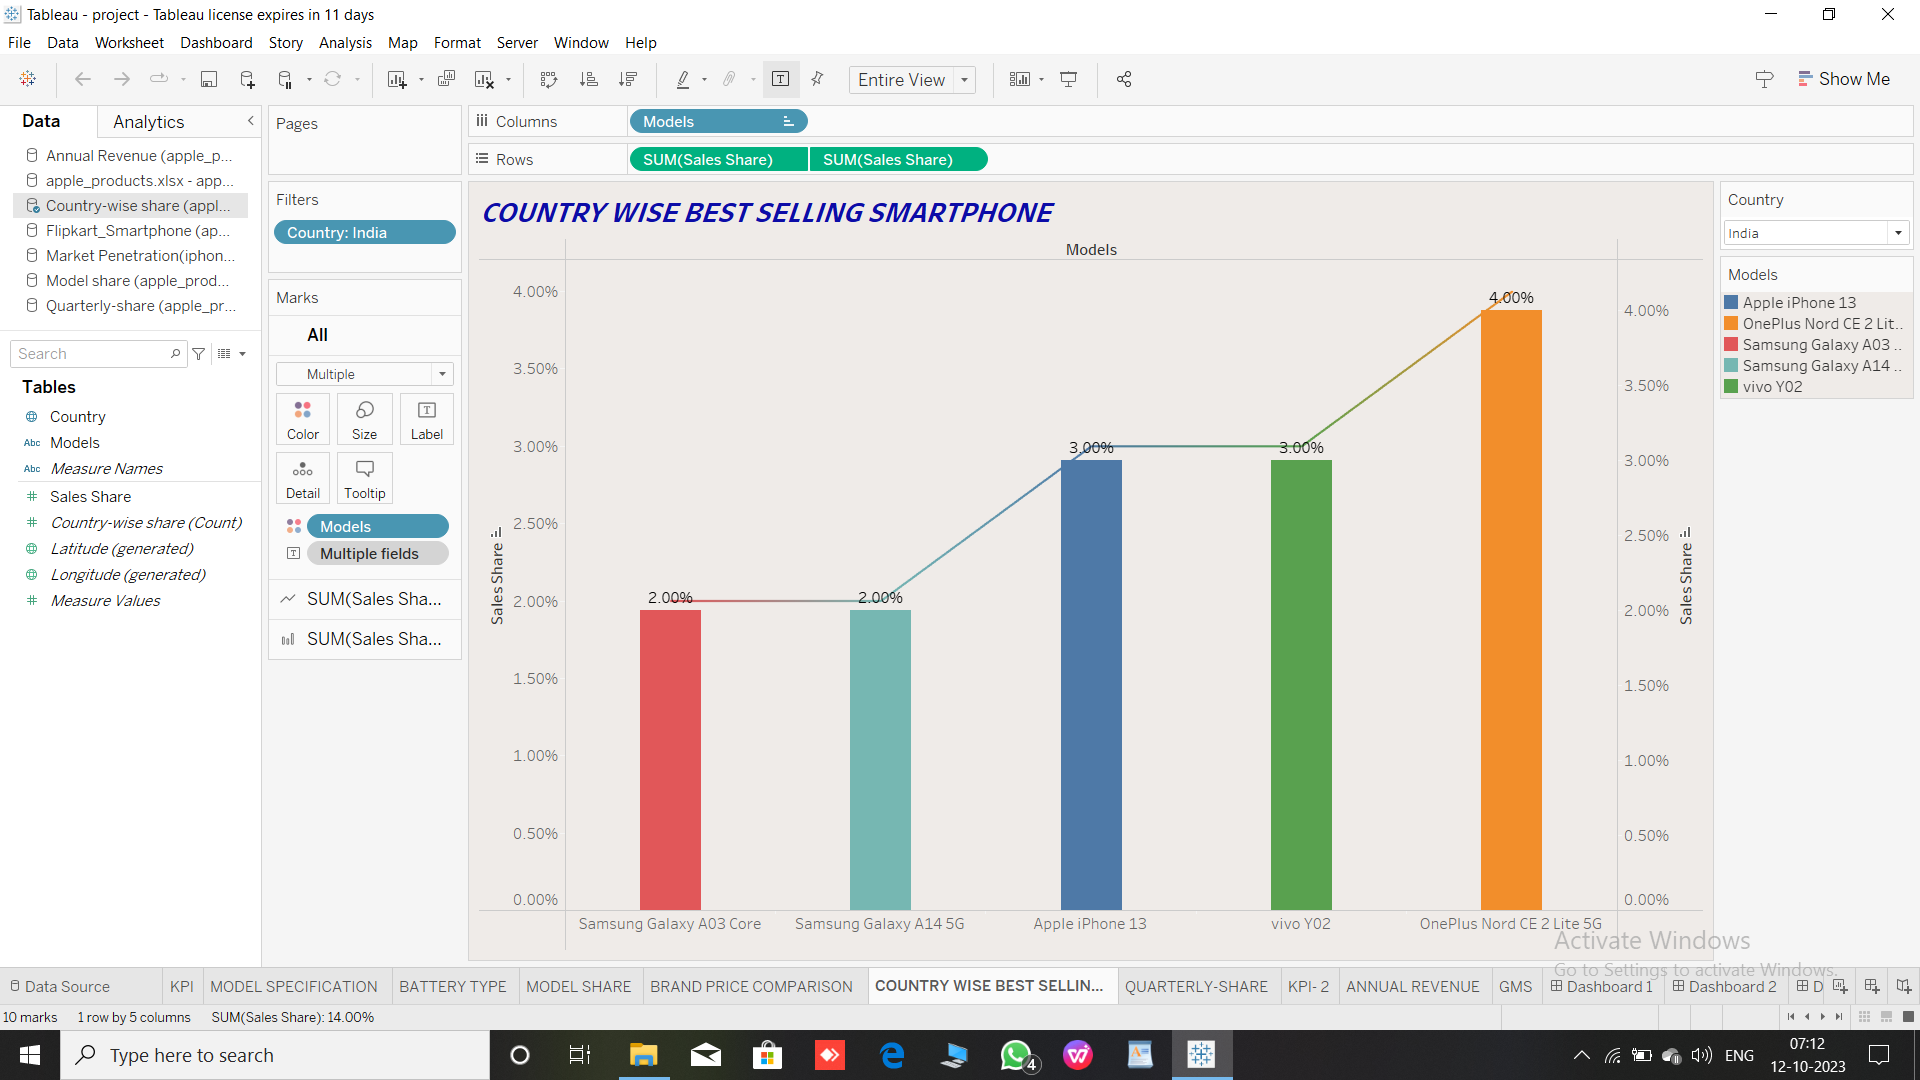 Tableau - project - Tableau license expires in 11 days
File Data Worksheet Dashboard Story Analysis Map Format Server Window Help
Entire View
Show Me
Data Analytics
Annual Revenue (apple_p...
apple_products.xlsx - app...
Country-wise share (appl...
Flipkart_Smartphone (ap...
Market Penetration(iphon...
Model share (apple_prod...
Quarterly-share (apple_pr...
Search
Tables
Country
Abc Models
Abc Measure Names
Sales Share
Country-wise share (Count)
Latitude (generated)
Longitude (generated)
Measure Values
Pages
Filters
Country: India
Marks
All
Multiple
Color Size Label
Detail Tooltip
Models
Multiple fields
SUM(Sales Sha...
SUM(Sales Sha...
Columns Models
Rows SUM(Sales Share) SUM(Sales Share)
COUNTRY WISE BEST SELLING SMARTPHONE
Models
4.00%
3.50%
3.00%
2.50%
2.00%
1.50%
1.00%
0.50%
0.00%
Sales Share
2.00% 2.00% 3.00% 3.00% 4.00%
Samsung Galaxy A03 Core Samsung Galaxy A14 5G Apple iPhone 13 vivo Y02 OnePlus Nord CE 2 Lite 5G
4.00%
3.50%
3.00%
2.50%
2.00%
1.50%
1.00%
0.50%
0.00%
Sales Share
Country
India
Models
Apple iPhone 13
OnePlus Nord CE 2 Lit..
Samsung Galaxy A03 ..
Samsung Galaxy A14 ..
vivo Y02
Activate Windows
Go to Settings to activate Windows.
Data Source KPI MODEL SPECIFICATION BATTERY TYPE MODEL SHARE BRAND PRICE COMPARISON COUNTRY WISE BEST SELLIN... QUARTERLY-SHARE KPI- 2 ANNUAL REVENUE GMS Dashboard 1 Dashboard 2 D
10 marks 1 row by 5 columns SUM(Sales Share): 14.00%
Type here to search
4
ENG
07:12
12-10-2023